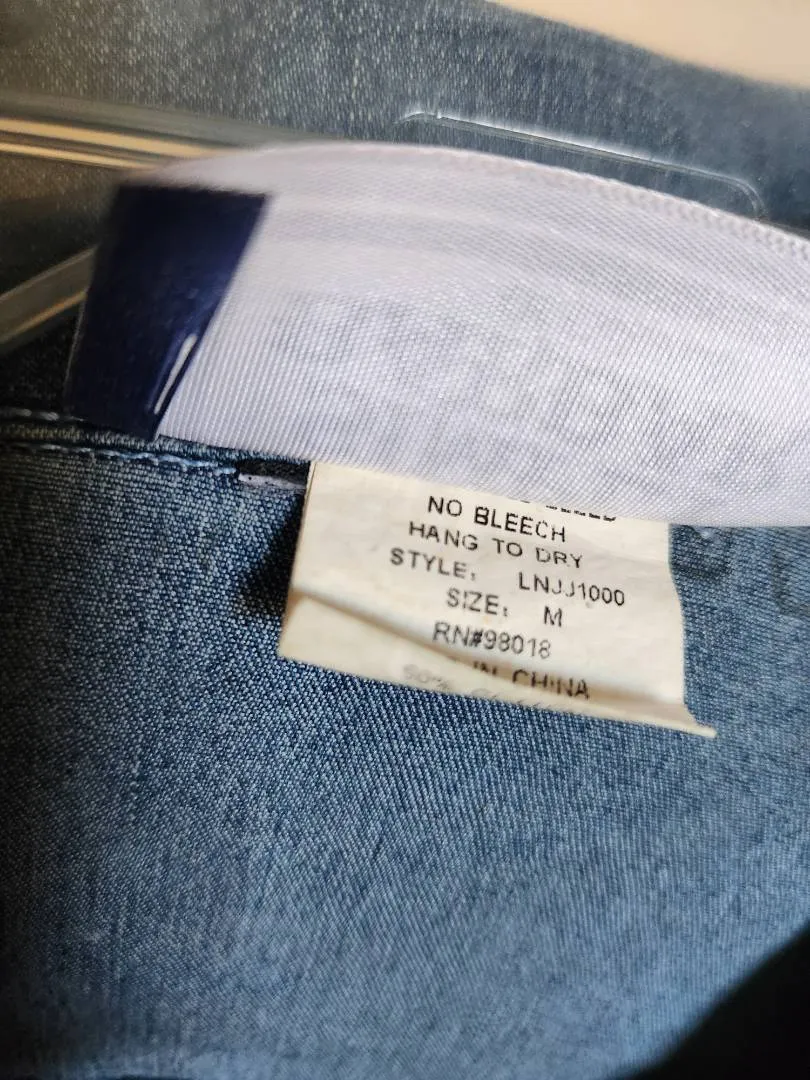 NO BLEECH
HANG TO DRY
STYLE: LNJJ1000
SIZE: M
RN#98018
IN CHINA